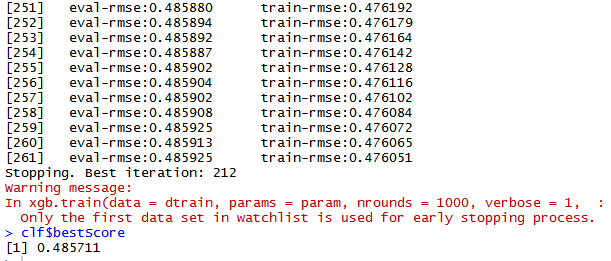 [251] eval-rmse:0.485880 train-rmse:0.476192
[252] eval-rmse:0.485894 train-rmse:0.476179
[253] eval-rmse:0.485892 train-rmse:0.476164
[254] eval-rmse:0.485887 train-rmse:0.476142
[255] eval-rmse:0.485902 train-rmse:0.476128
[256] eval-rmse:0.485904 train-rmse:0.476116
[257] eval-rmse:0.485902 train-rmse:0.476102
[258] eval-rmse:0.485908 train-rmse:0.476084
[259] eval-rmse:0.485925 train-rmse:0.476072
[260] eval-rmse:0.485913 train-rmse:0.476065
[261] eval-rmse:0.485925 train-rmse:0.476051
Stopping. Best iteration: 212
Warning message:
In xgb.train(data = dtrain, params = param, nrounds = 1000, verbose = 1, :
Only the first data set in watchlist is used for early stopping process.
> clf$bestScore
[1] 0.485711
>